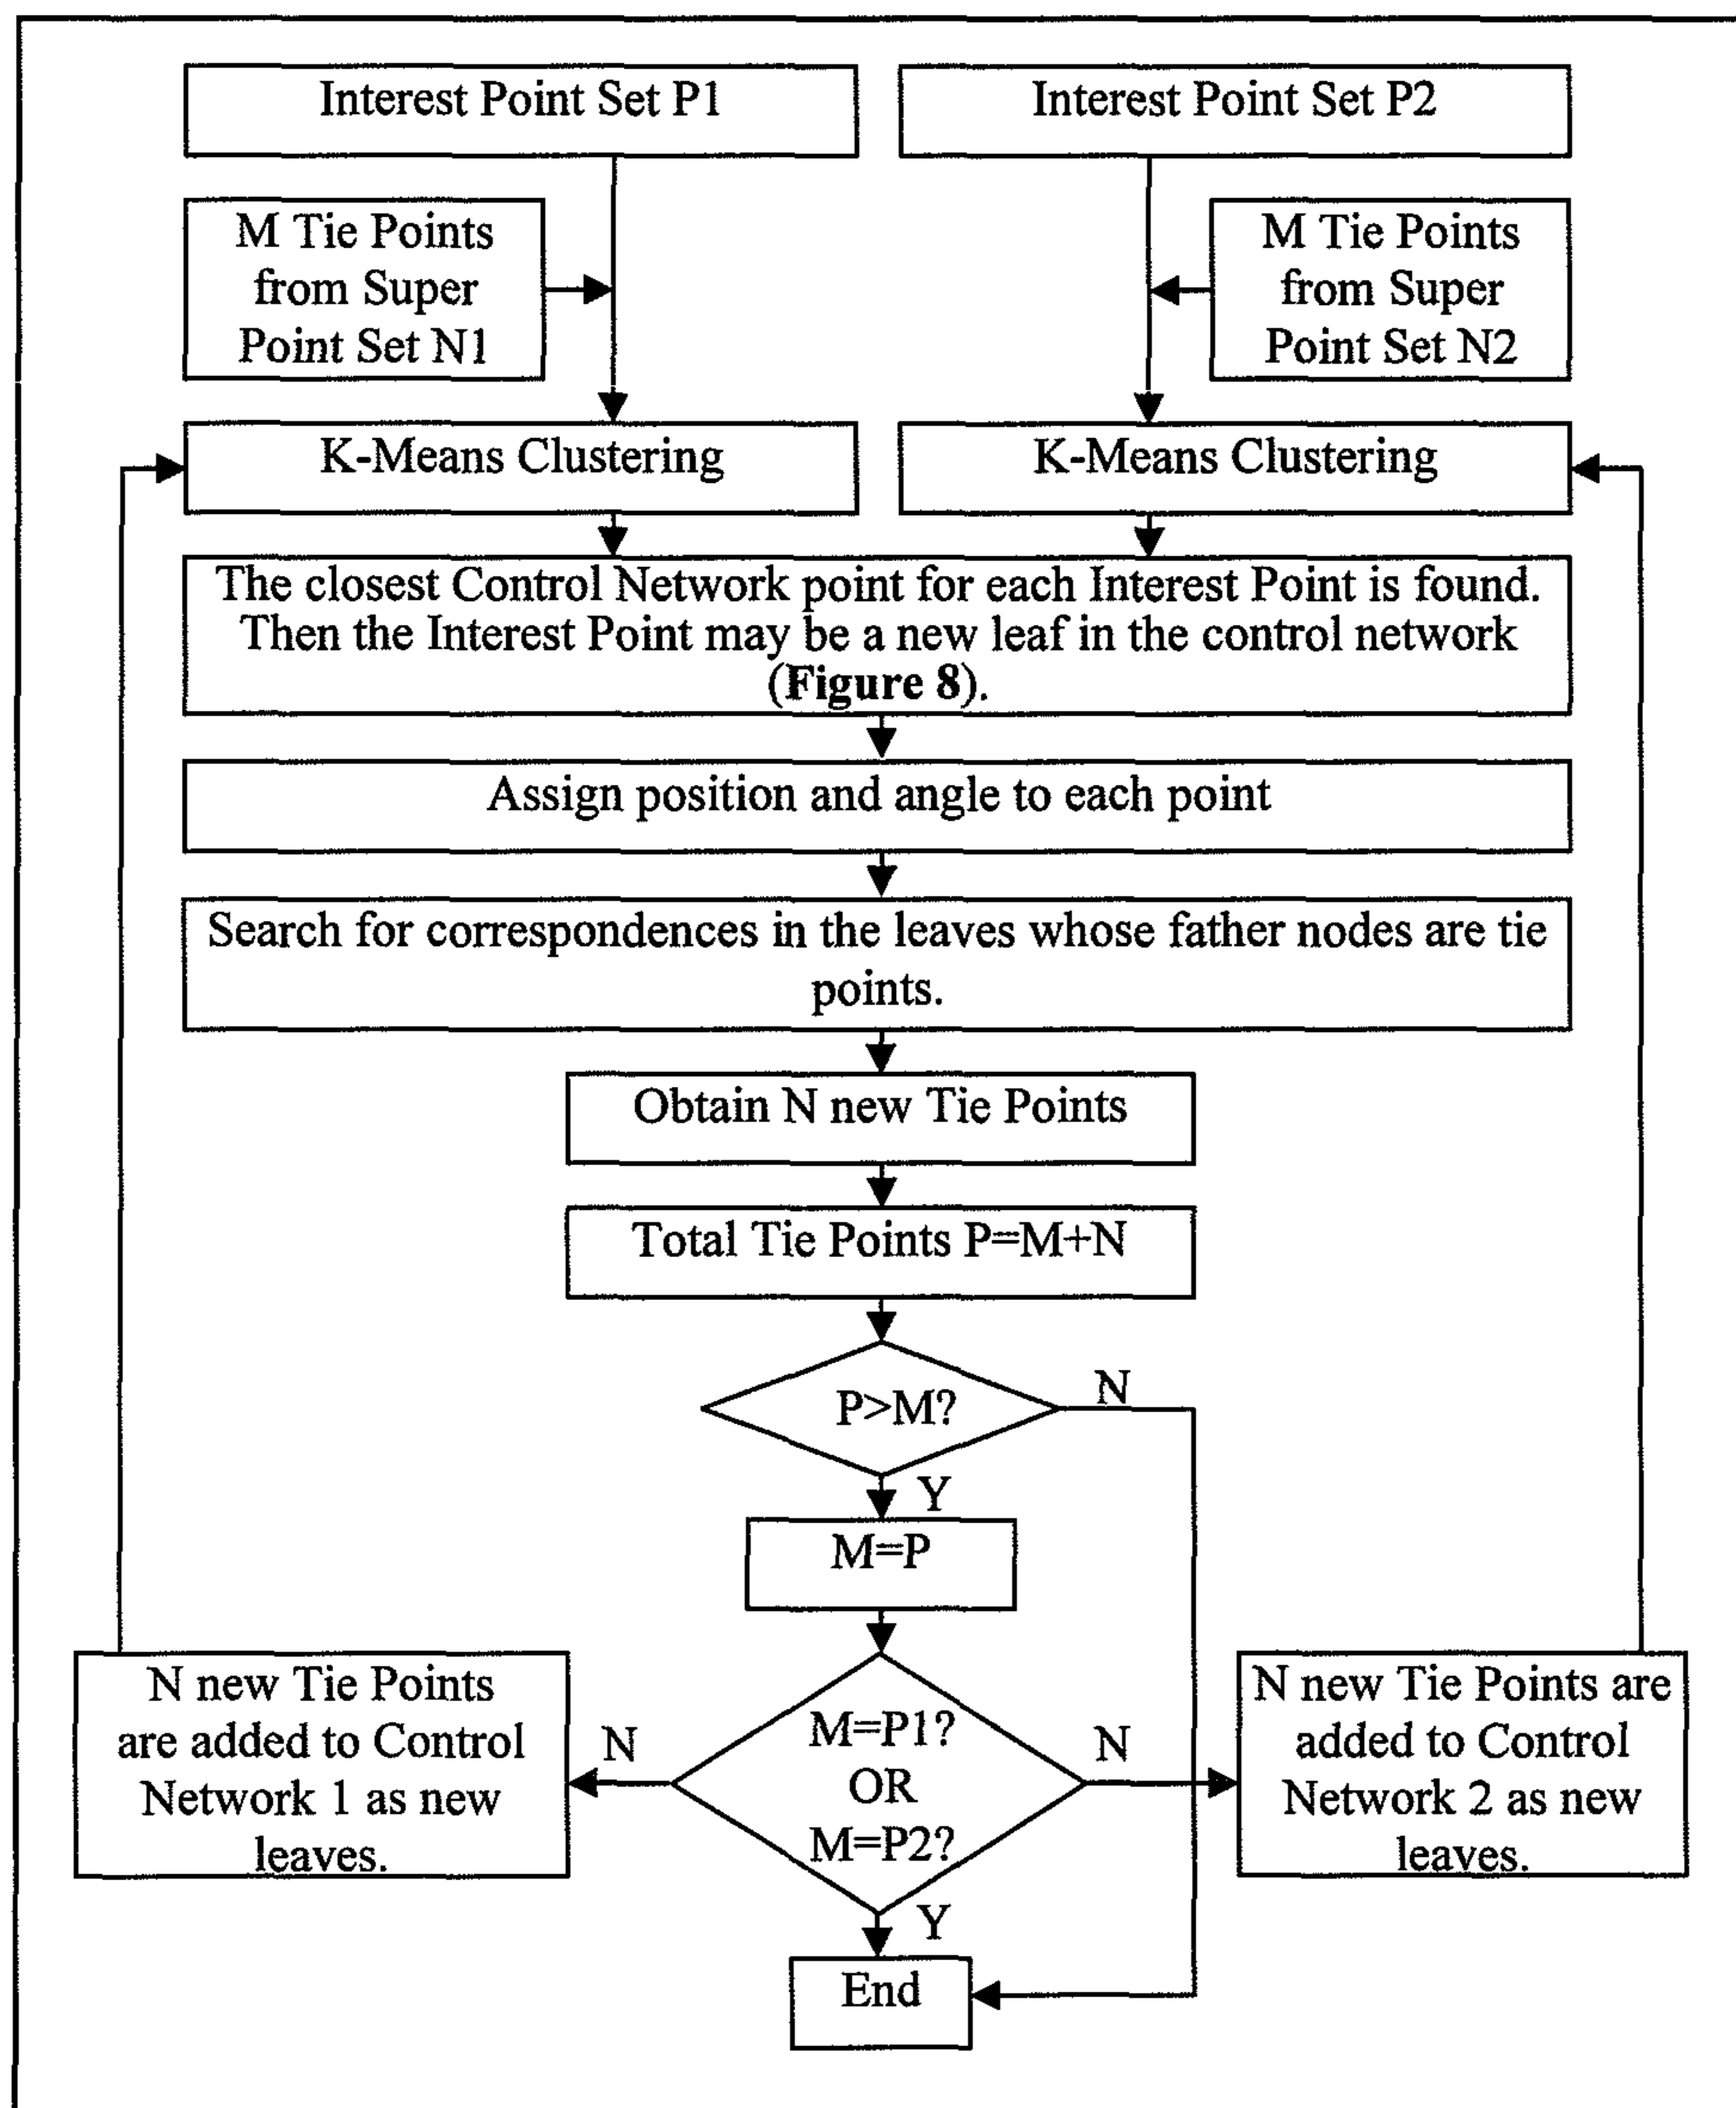 Interest Point Set P1
Interest Point Set P2
M Tie Points
from Super
Point Set N1
M Tie Points
from Super
Point Set N2
K-Means Clustering
K-Means Clustering
The closest Control Network point for each Interest Point is found.
Then the Interest Point may be a new leaf in the control network
(Figure 8).
Assign position and angle to each point
Search for correspondences in the leaves whose father nodes are tie
points.
Obtain N new Tie Points
Total Tie Points P=M+N
P>M?
N
Y
M=P
N new Tie Points
are added to Control
Network 1 as new
leaves.
N
M=P1?
OR
M=P2?
N
N new Tie Points are
added to Control
Network 2 as new
leaves.
Y
End